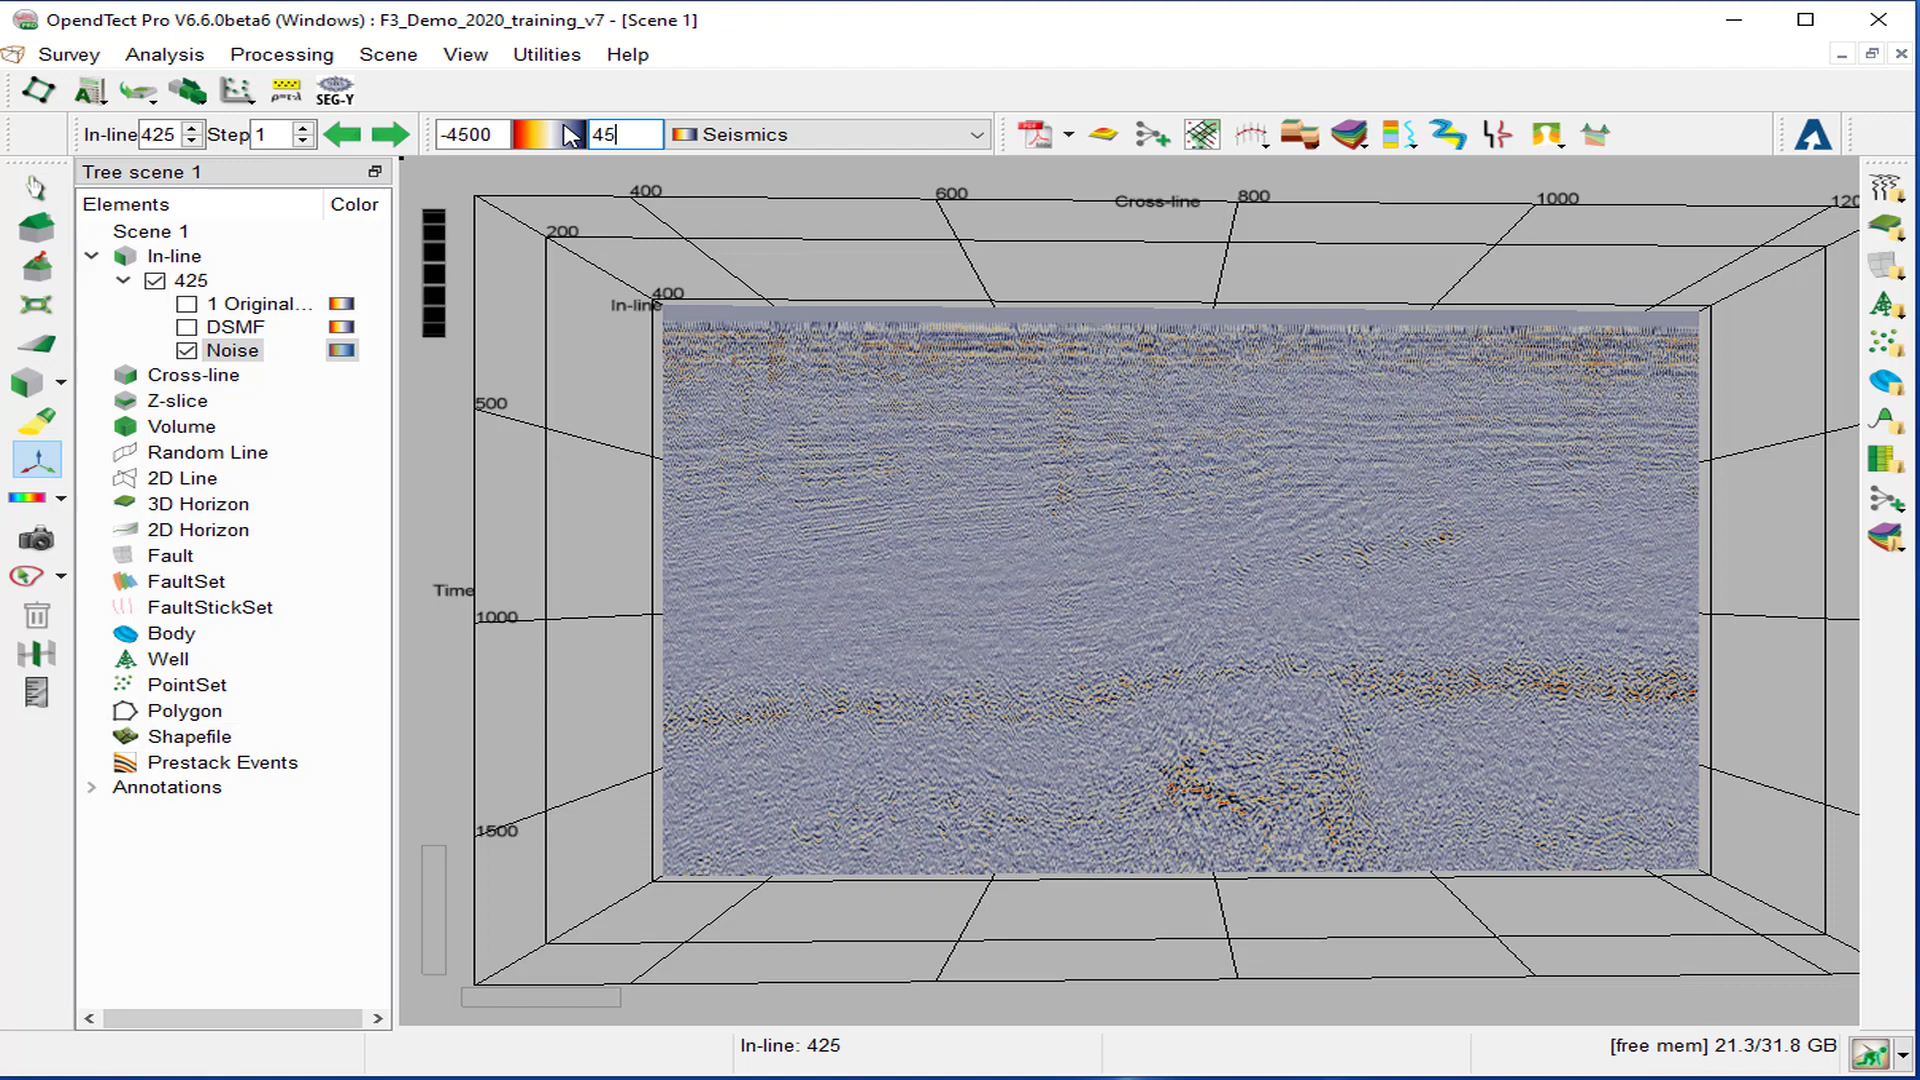 OpendTect Pro V6.6.0beta6 (Windows) : F3_Demo_2020_training_v7 - [Scene 1]
Survey Analysis Processing Scene View Utilities Help
A ρ=τ·λ SEG-Y
In-line 425 Step 1 -4500 45 Seismics PDF
Tree scene 1
Elements Color
Scene 1
In-line
425
1 Original...
DSMF
Noise
Cross-line
Z-slice
Volume
Random Line
2D Line
3D Horizon
2D Horizon
Fault
FaultSet
FaultStickSet
Body
Well
PointSet
Polygon
Shapefile
Prestack Events
Annotations
400 600 800 1000 120
Cross-line
200
400
In-line
500
Time
1000
1500
In-line: 425
[free mem] 21.3/31.8 GB